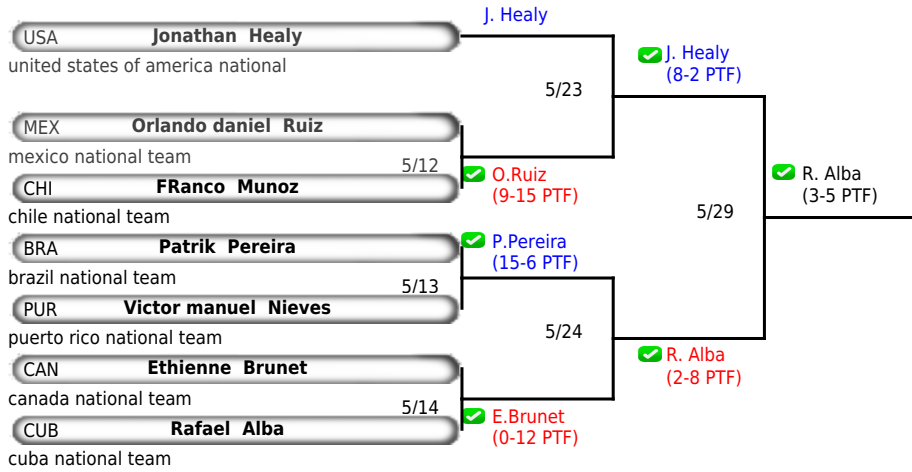 J. Healy
USA Jonathan Healy
united states of america national
J. Healy
(8-2 PTF)
5/23
MEX Orlando daniel Ruiz
mexico national team
5/12
O.Ruiz
(9-15 PTF)
CHI FRanco Munoz
chile national team
R. Alba
(3-5 PTF)
5/29
BRA Patrik Pereira
brazil national team
P.Pereira
(15-6 PTF)
5/13
PUR Victor manuel Nieves
puerto rico national team
5/24
R. Alba
(2-8 PTF)
CAN Ethienne Brunet
canada national team
5/14
E.Brunet
(0-12 PTF)
CUB Rafael Alba
cuba national team